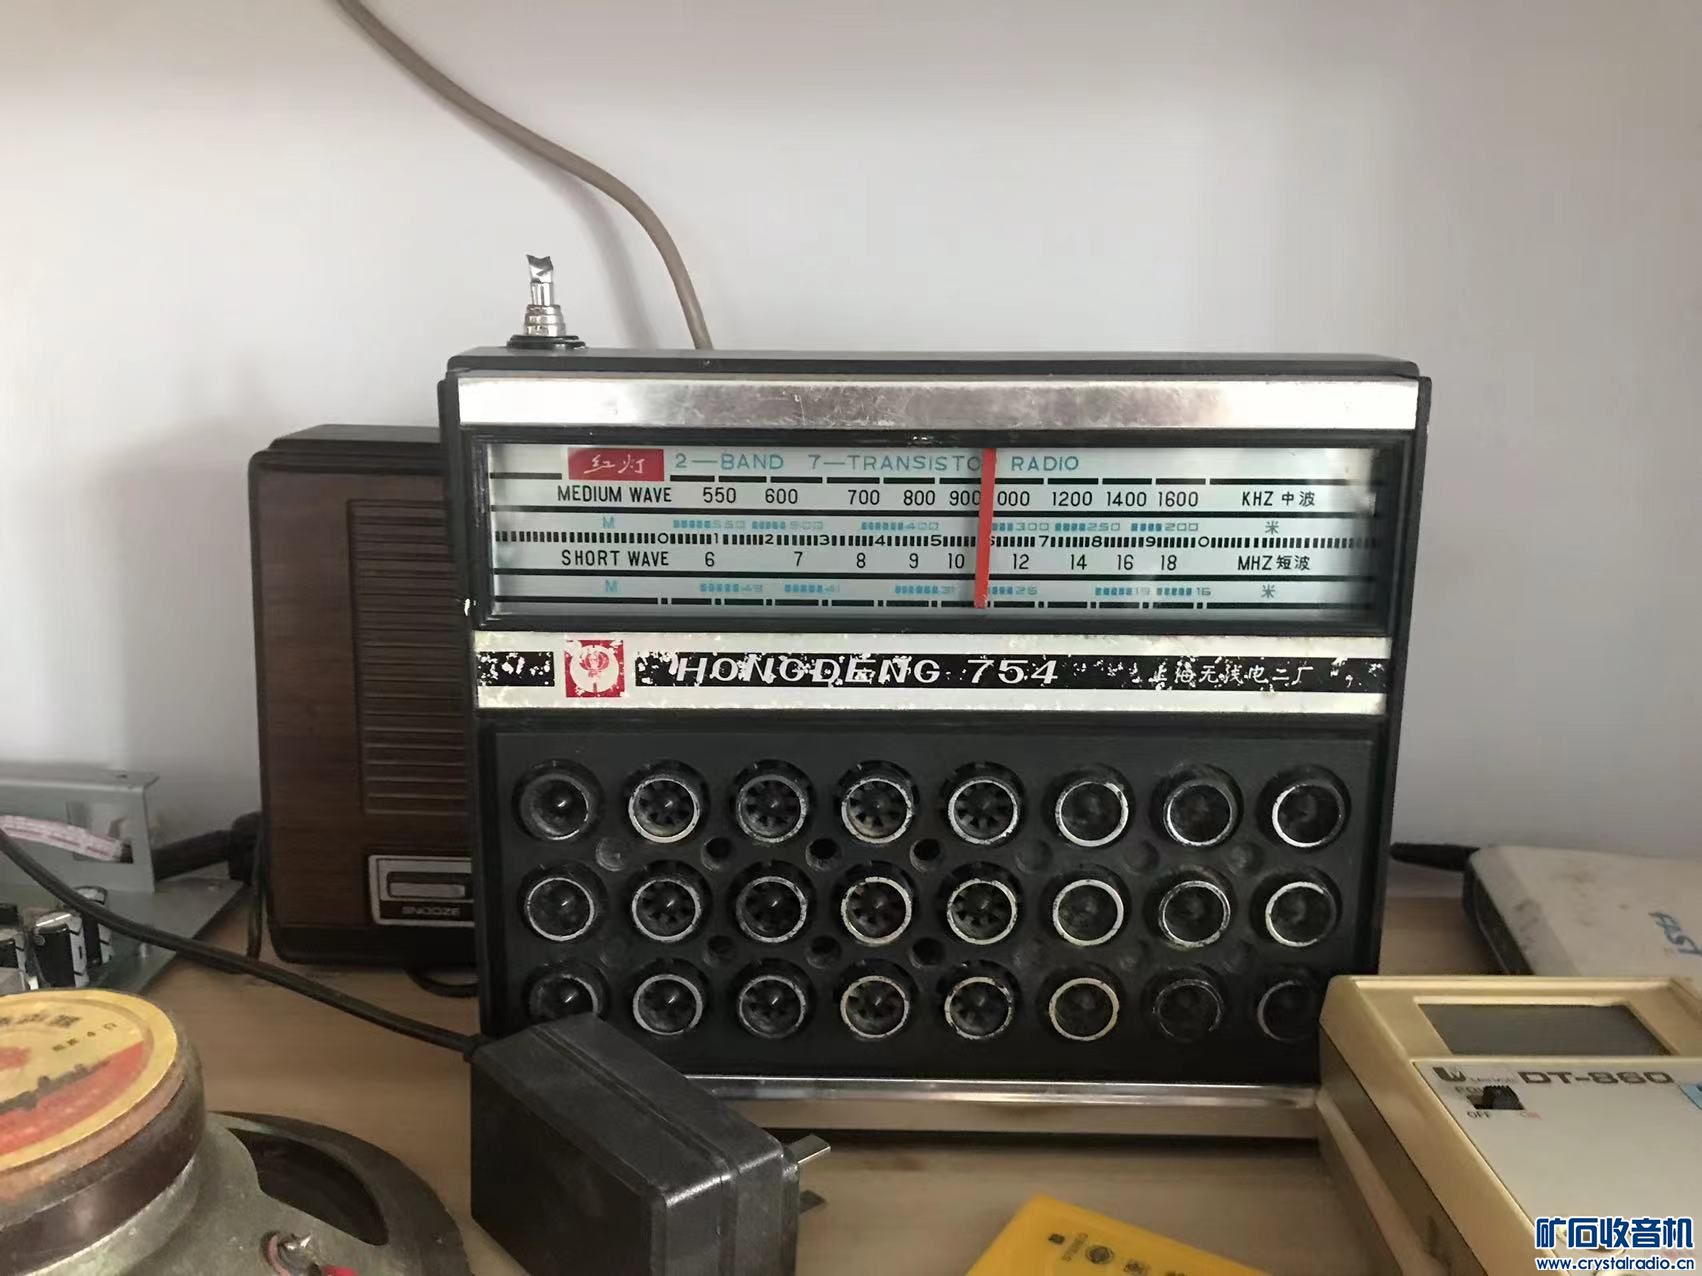 红灯 2—BAND 7—TRANSISTO RADIO
MEDIUM WAVE 550 600 700 800 900 000 1200 1400 1600 KHZ 中波
M 550 500 400 300 250 200 米
0 1 2 3 4 5 6 7 8 9 0
SHORT WAVE 6 7 8 9 10 12 14 16 18 MHZ 短波
M 49 41 31 25 19 16 米
HONGDENG 754 上海无线电二厂
SNOOZE
FAST
DT-860
OFF
STEREO
矿石收音机
www.crystalradio.cn